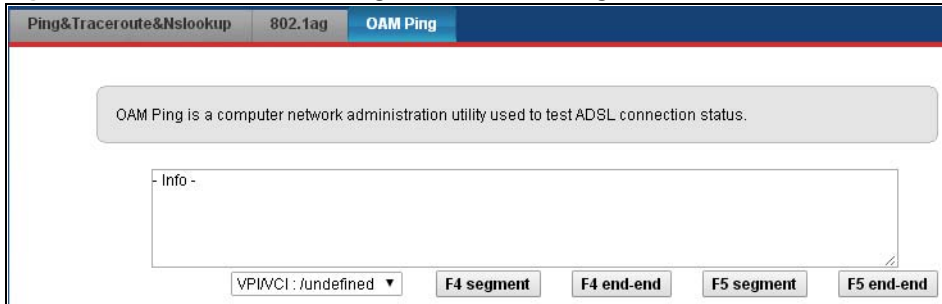 Ping&Traceroute&Nslookup 802.1ag OAM Ping
OAM Ping is a computer network administration utility used to test ADSL connection status.
- Info -
VPI/VCI : /undefined ▼ F4 segment F4 end-end F5 segment F5 end-end